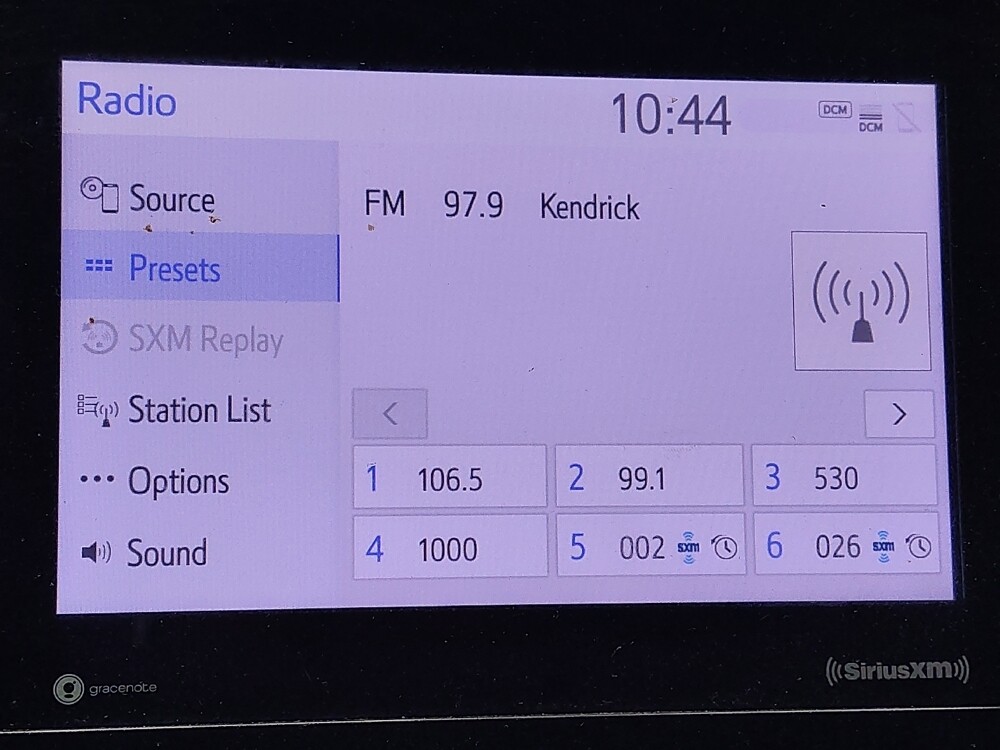 Radio
10:44
DCM
DCM
Source
FM 97.9 Kendrick
Presets
SXM Replay
Station List
Options
Sound
<
>
1 106.5
2 99.1
3 530
4 1000
5 002 sxm
6 026 sxm
gracenote
((SiriusXM))